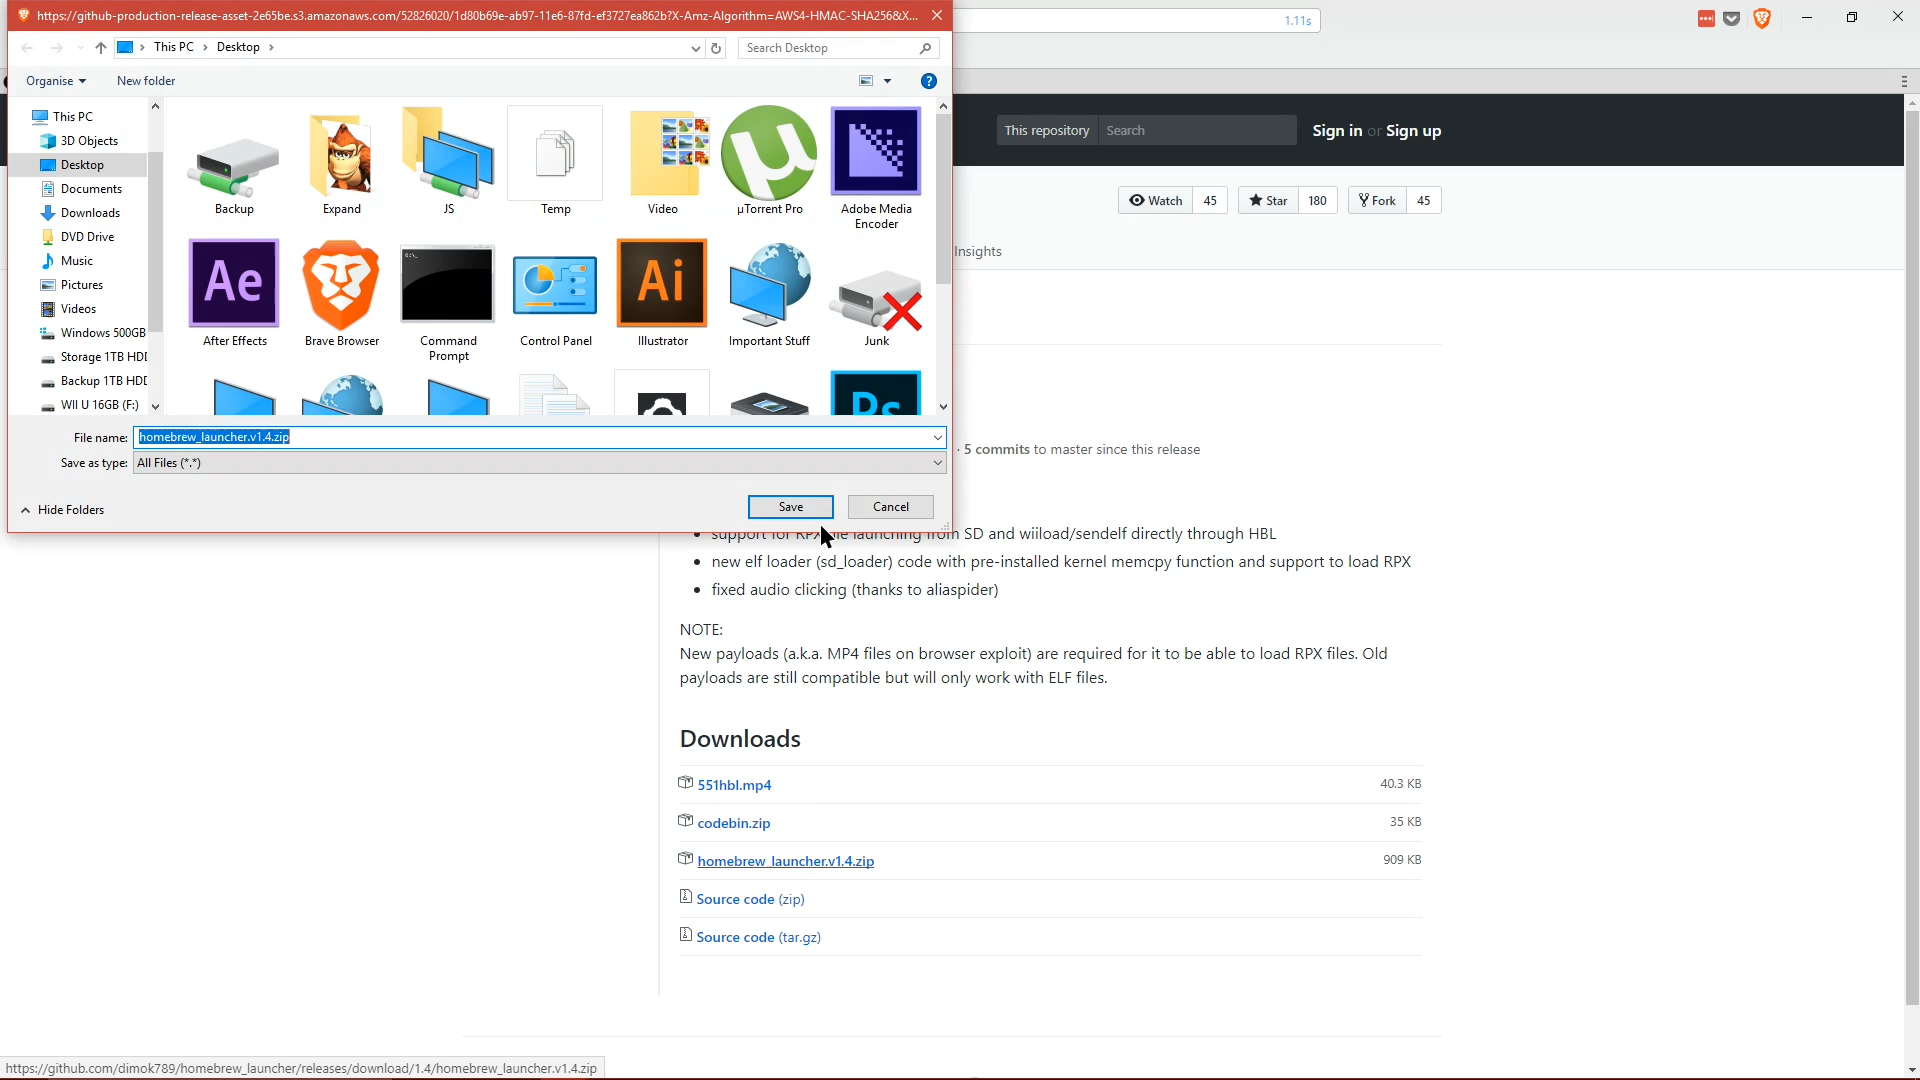 https://github-production-release-asset-2e65be.s3.amazonaws.com/52826020/1d80b69e-ab97-11e6-87fd-ef3727ea862b?X-Amz-Algorithm=AWS4-HMAC-SHA256&X...
1.11s
This PC > Desktop >
Search Desktop
Organise
New folder
This PC
3D Objects
Desktop
Documents
Downloads
DVD Drive
Music
Pictures
Videos
Windows 500GB
Storage 1TB HDD
Backup 1TB HDD
WII U 16GB (F:)
Backup
Expand
JS
Temp
Video
µTorrent Pro
Adobe Media
Encoder
Ae
Ai
After Effects
Brave Browser
Command
Prompt
Control Panel
Illustrator
Important Stuff
Junk
Ps
File name: homebrew_launcher.v1.4.zip
Save as type: All Files (*.*)
Hide Folders
Save
Cancel
This repository
Search
Sign in or Sign up
Watch 45
Star 180
Fork 45
Insights
· 5 commits to master since this release
support for RPX file launching from SD and wiiload/sendelf directly through HBL
new elf loader (sd_loader) code with pre-installed kernel memcpy function and support to load RPX
fixed audio clicking (thanks to aliaspider)
NOTE:
New payloads (a.k.a. MP4 files on browser exploit) are required for it to be able to load RPX files. Old
payloads are still compatible but will only work with ELF files.
Downloads
551hbl.mp4 40.3 KB
codebin.zip 35 KB
homebrew_launcher.v1.4.zip 909 KB
Source code (zip)
Source code (tar.gz)
https://github.com/dimok789/homebrew_launcher/releases/download/1.4/homebrew_launcher.v1.4.zip